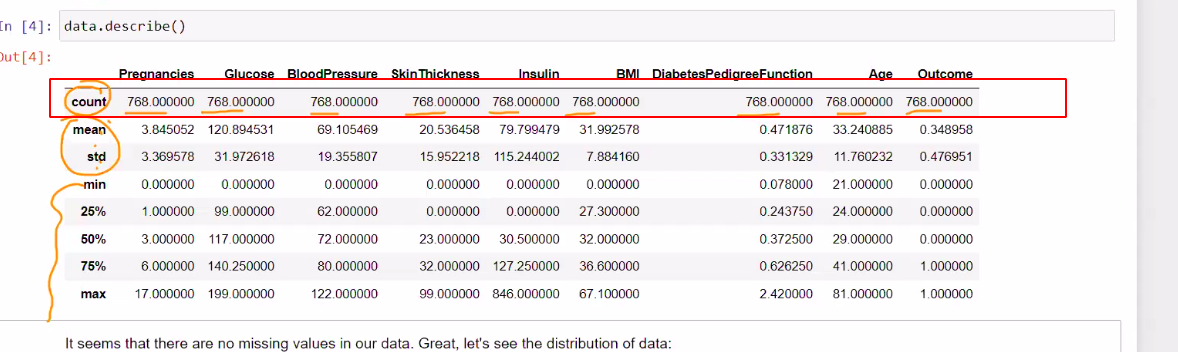 In [4]: data.describe()
Out[4]:
Pregnancies Glucose BloodPressure SkinThickness Insulin BMI DiabetesPedigreeFunction Age Outcome
count 768.000000 768.000000 768.000000 768.000000 768.000000 768.000000 768.000000 768.000000 768.000000
mean 3.845052 120.894531 69.105469 20.536458 79.799479 31.992578 0.471876 33.240885 0.348958
std 3.369578 31.972618 19.355807 15.952218 115.244002 7.884160 0.331329 11.760232 0.476951
min 0.000000 0.000000 0.000000 0.000000 0.000000 0.000000 0.078000 21.000000 0.000000
25% 1.000000 99.000000 62.000000 0.000000 0.000000 27.300000 0.243750 24.000000 0.000000
50% 3.000000 117.000000 72.000000 23.000000 30.500000 32.000000 0.372500 29.000000 0.000000
75% 6.000000 140.250000 80.000000 32.000000 127.250000 36.600000 0.626250 41.000000 1.000000
max 17.000000 199.000000 122.000000 99.000000 846.000000 67.100000 2.420000 81.000000 1.000000
It seems that there are no missing values in our data. Great, let's see the distribution of data: